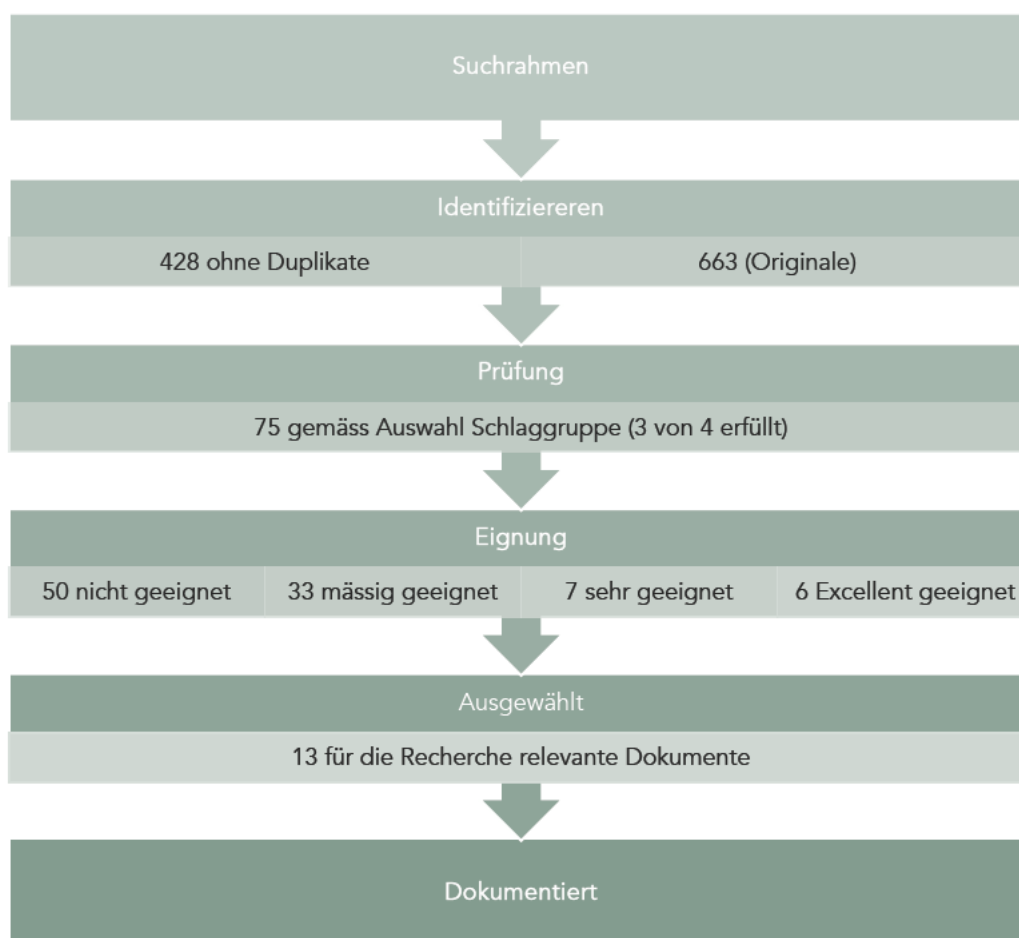 Suchrahmen
Identifiziereren
428 ohne Duplikate
663 (Originale)
Prüfung
75 gemäss Auswahl Schlaggruppe (3 von 4 erfüllt)
Eignung
50 nicht geeignet
33 mässig geeignet
7 sehr geeignet
6 Excellent geeignet
Ausgewählt
13 für die Recherche relevante Dokumente
Dokumentiert